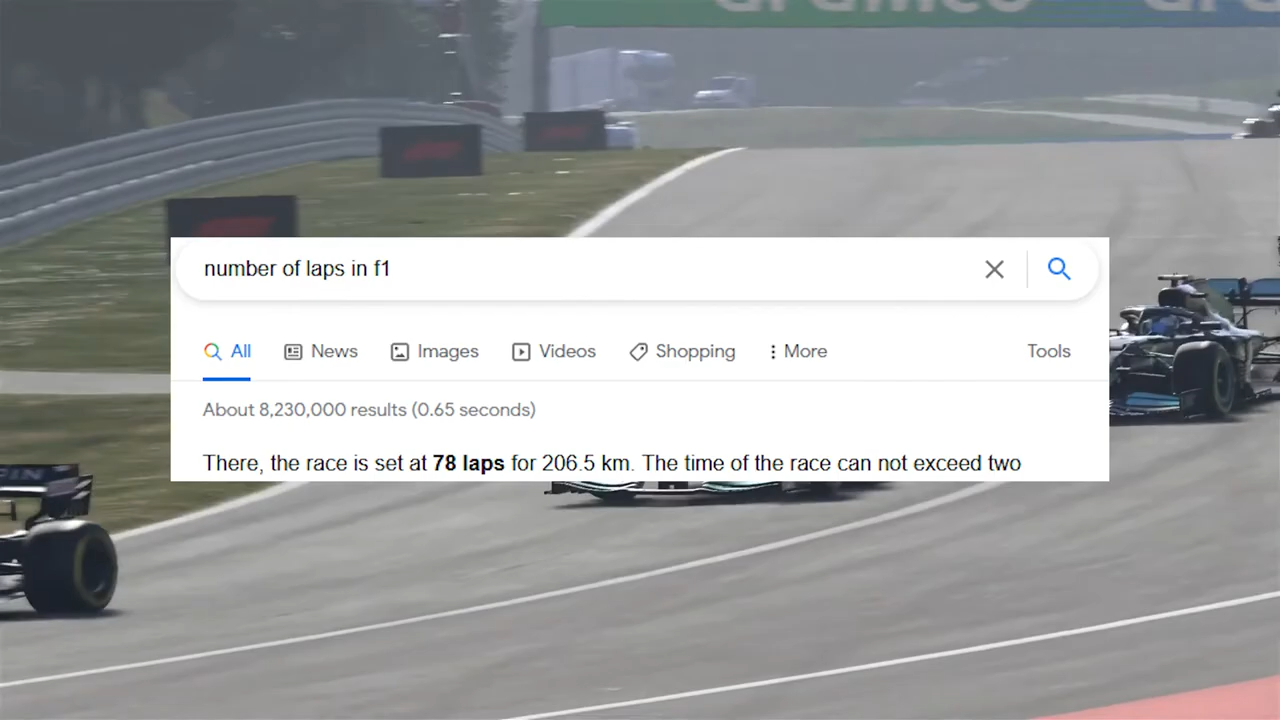 aramco
number of laps in f1
All News Images Videos Shopping More Tools
About 8,230,000 results (0.65 seconds)
There, the race is set at 78 laps for 206.5 km. The time of the race can not exceed two